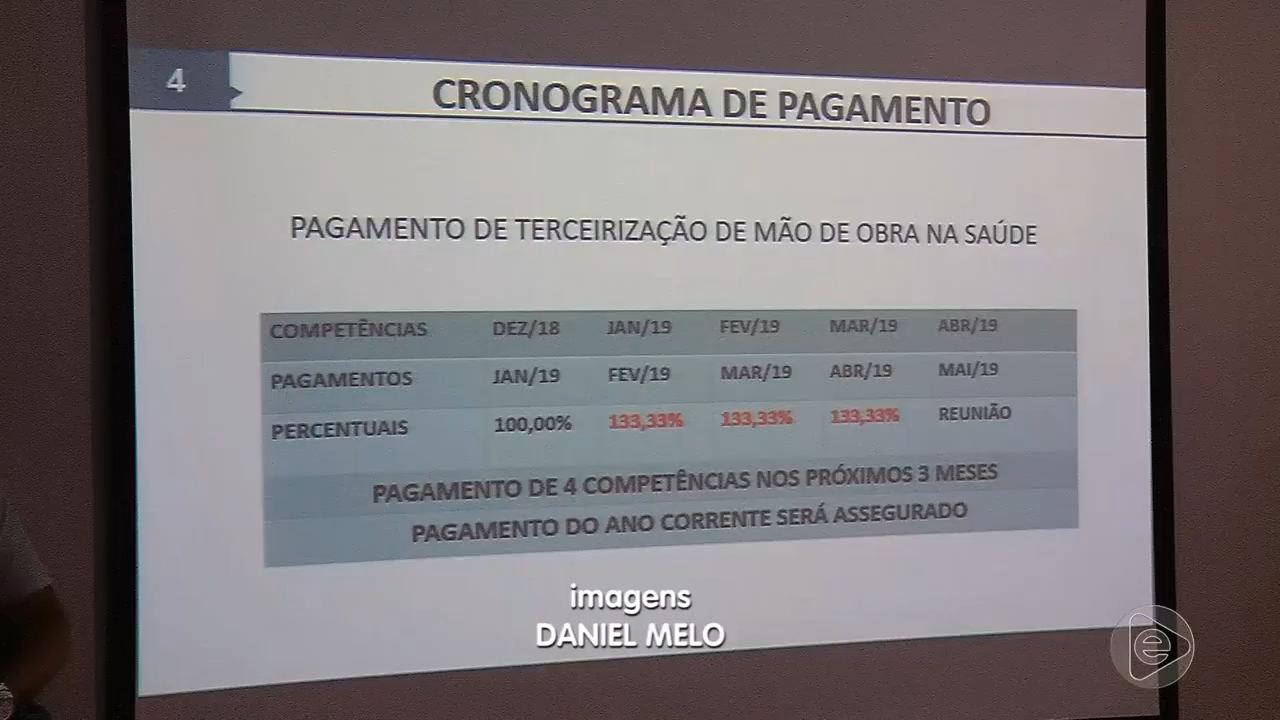 4
CRONOGRAMA DE PAGAMENTO
PAGAMENTO DE TERCEIRIZAÇÃO DE MÃO DE OBRA NA SAÚDE
COMPETÊNCIAS DEZ/18 JAN/19 FEV/19 MAR/19 ABR/19
PAGAMENTOS JAN/19 FEV/19 MAR/19 ABR/19 MAI/19
PERCENTUAIS 100,00% 133,33% 133,33% 133,33% REUNIÃO
PAGAMENTO DE 4 COMPETÊNCIAS NOS PRÓXIMOS 3 MESES
PAGAMENTO DO ANO CORRENTE SERÁ ASSEGURADO
imagens
DANIEL MELO
e